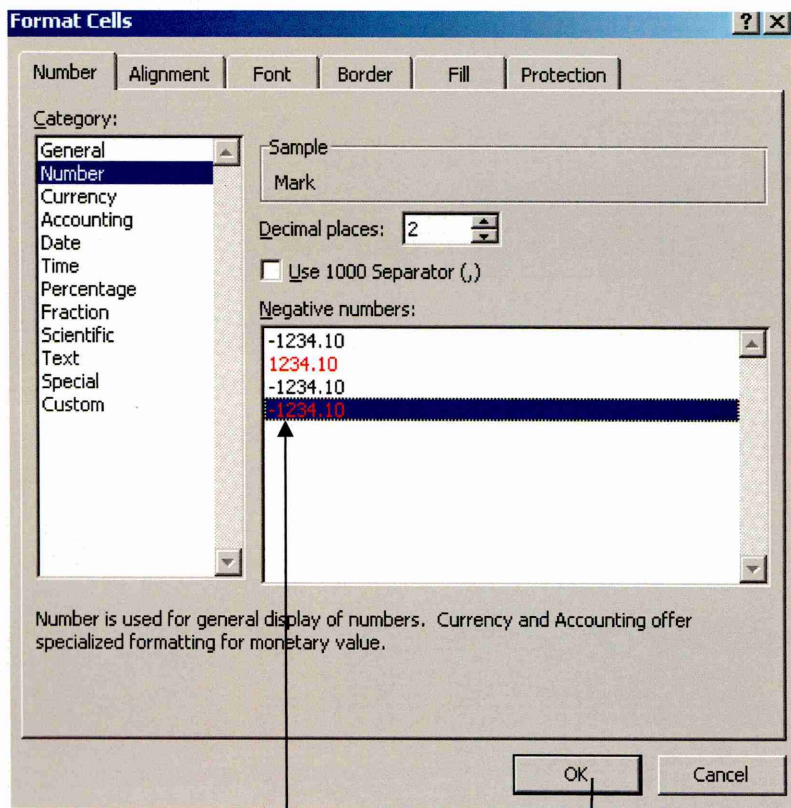 Format Cells
Number Alignment Font Border Fill Protection
Category:
General
Number
Currency
Accounting
Date
Time
Percentage
Fraction
Scientific
Text
Special
Custom
Sample
Mark
Decimal places: 2
Use 1000 Separator (,)
Negative numbers:
-1234.10
1234.10
-1234.10
-1234.10
Number is used for general display of numbers. Currency and Accounting offer
specialized formatting for monetary value.
OK Cancel